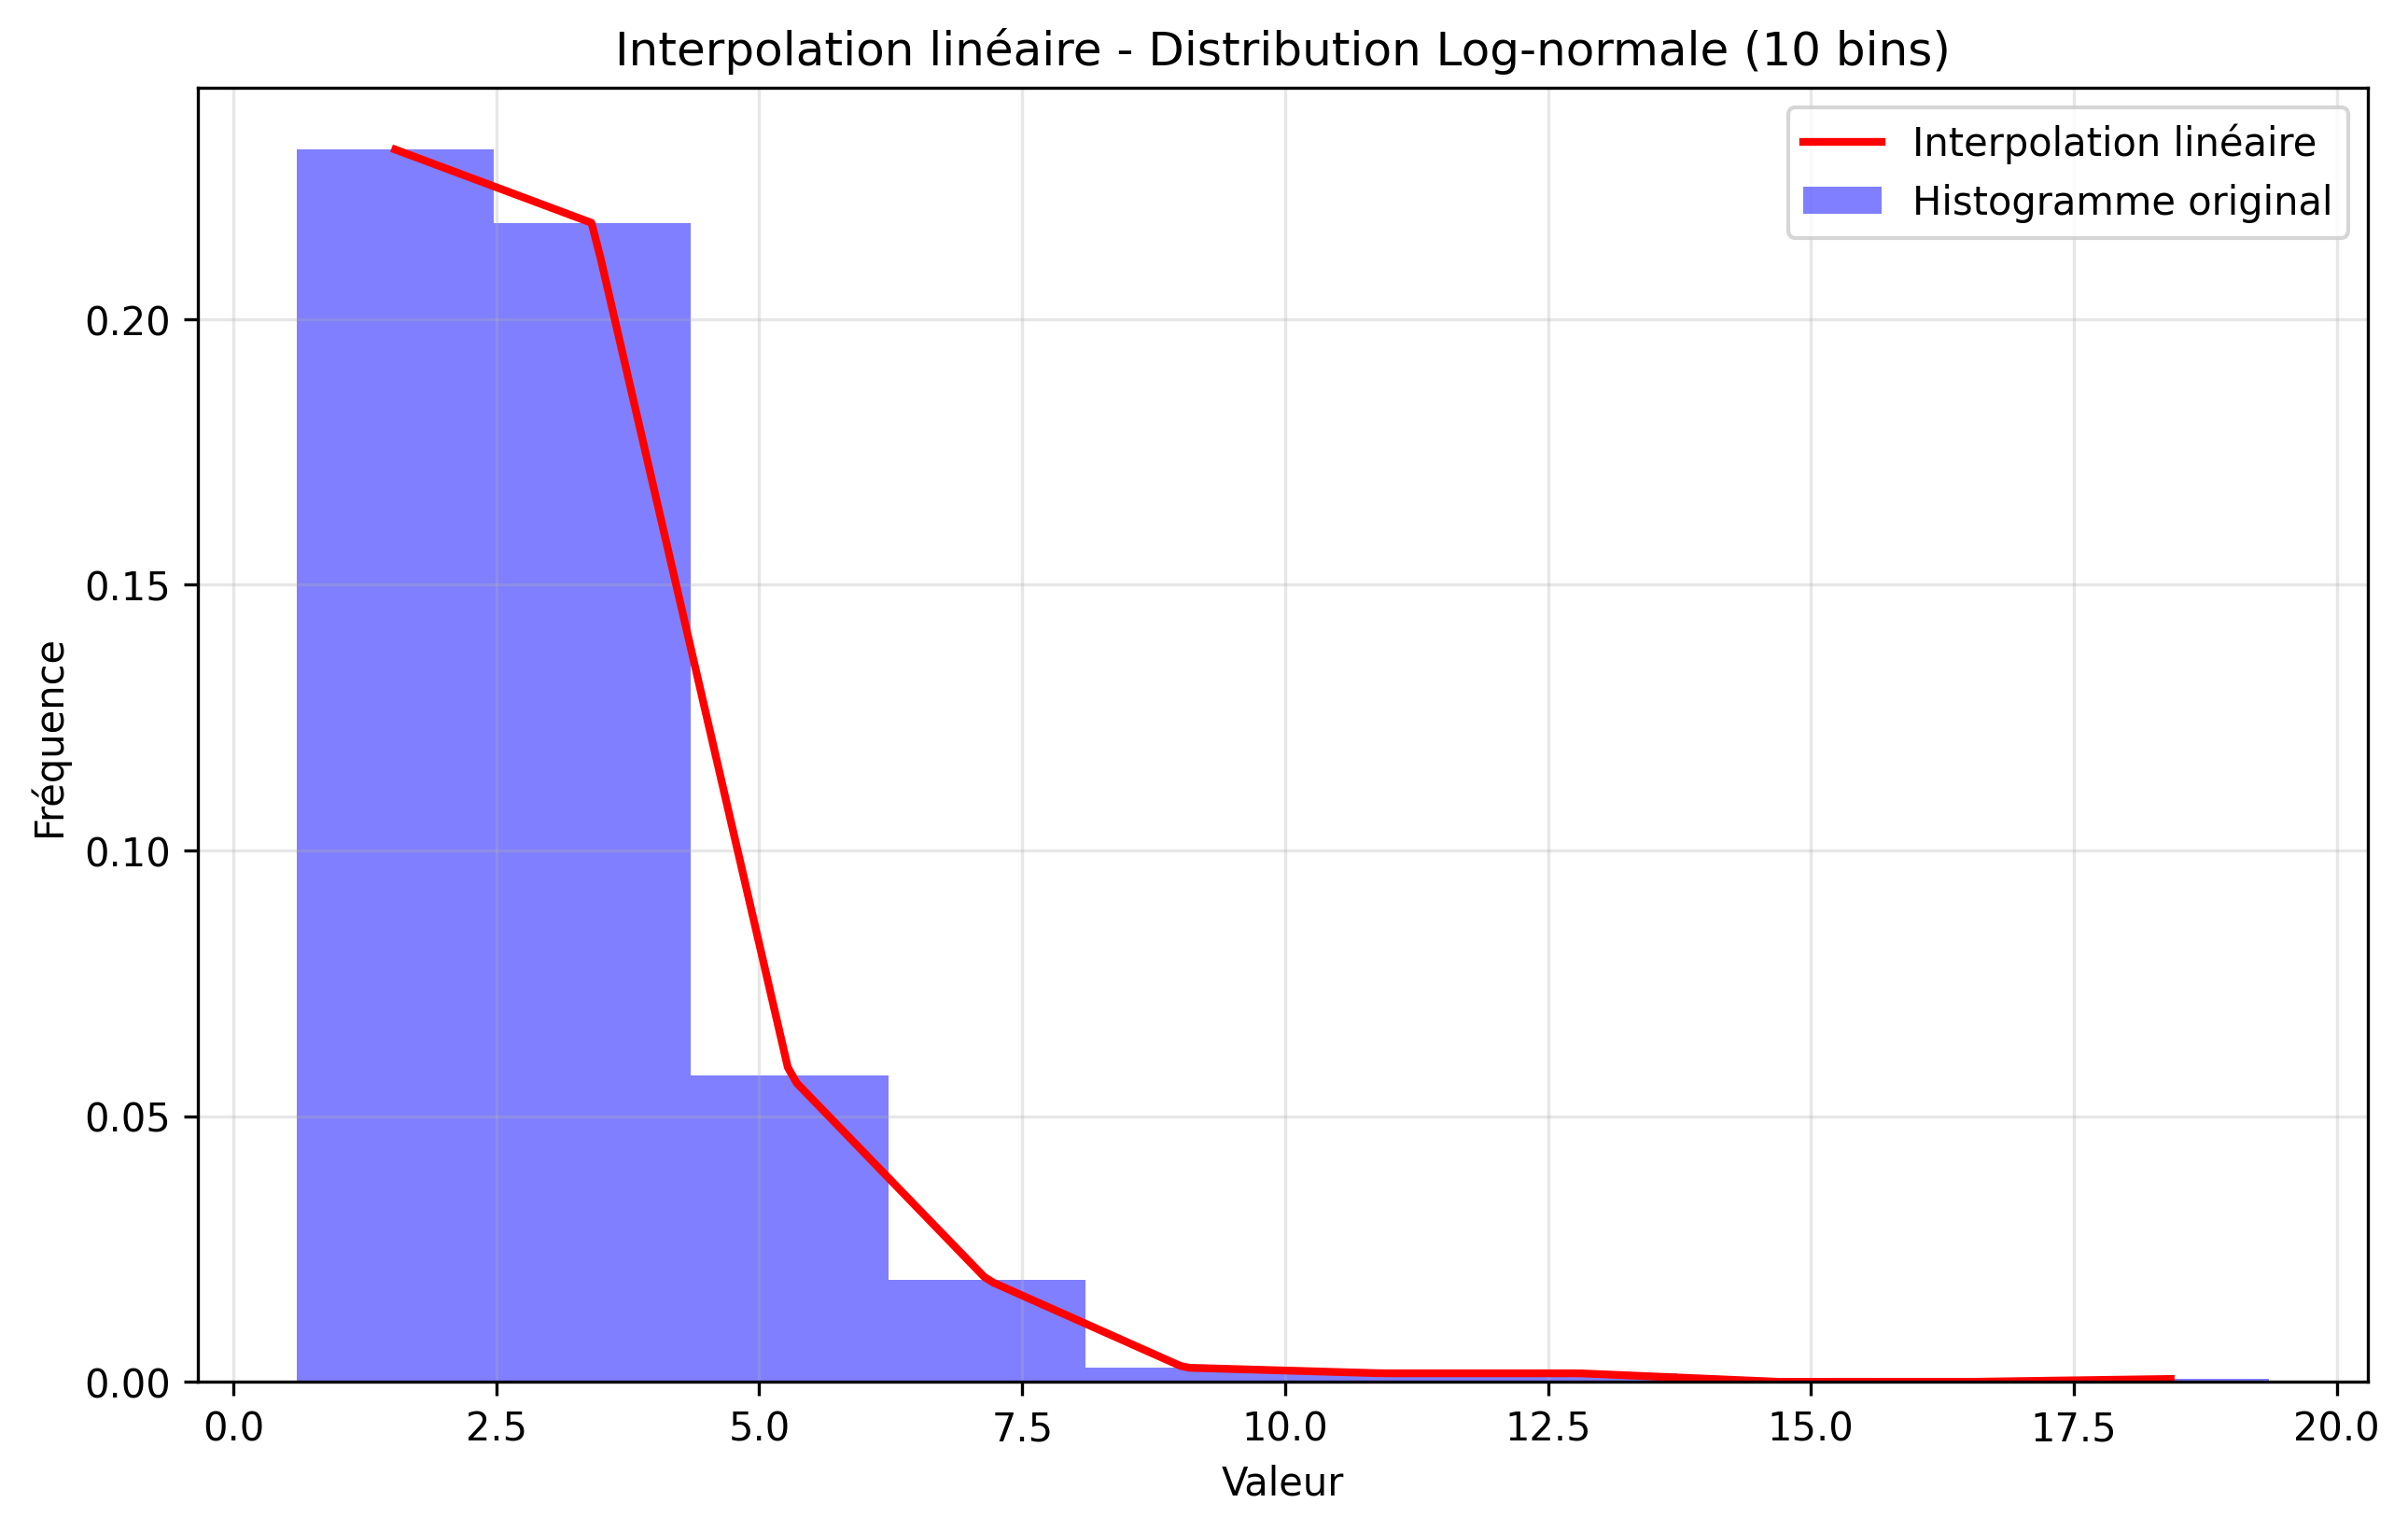 Interpolation linéaire - Distribution Log-normale (10 bins)
Interpolation linéaire
Histogramme original
Fréquence
0.20
0.15
0.10
0.05
0.00
0.0 2.5 5.0 7.5 10.0 12.5 15.0 17.5 20.0
Valeur